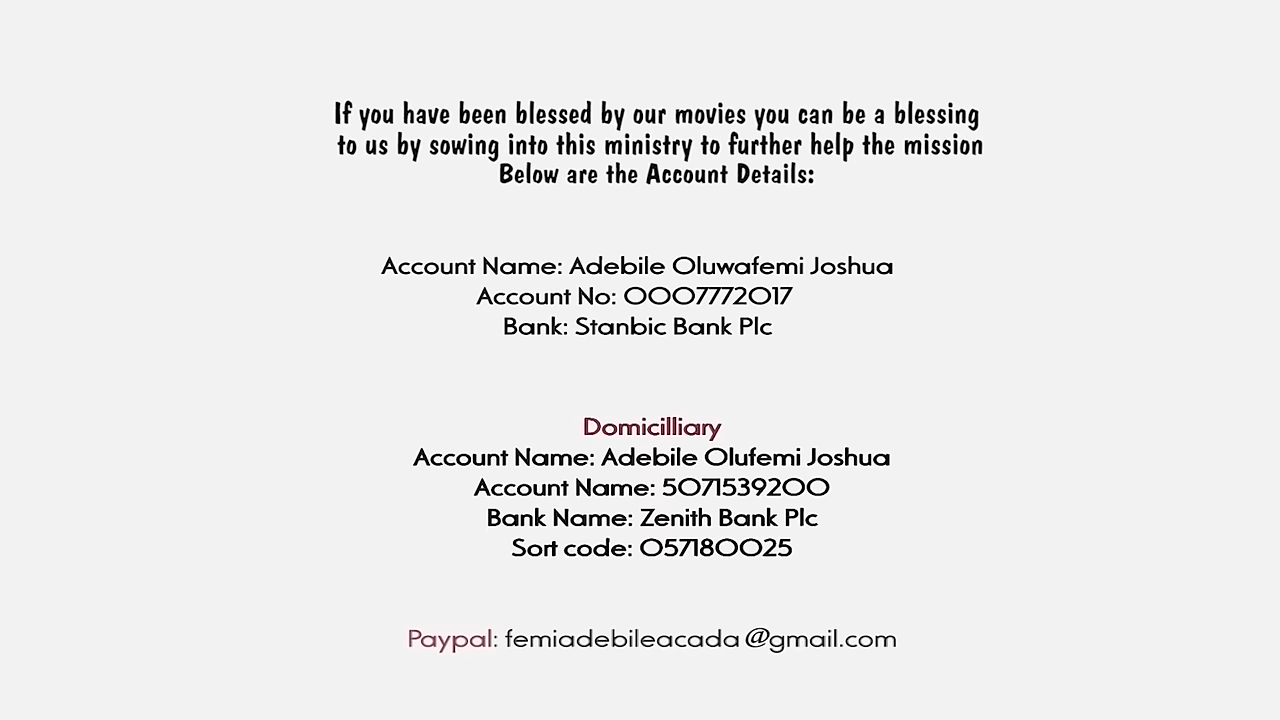 If you have been blessed by our movies you can be a blessing
to us by sowing into this ministry to further help the mission
Below are the Account Details:
Account Name: Adebile Oluwafemi Joshua
Account No: 0007772017
Bank: Stanbic Bank Plc
Domicilliary
Account Name: Adebile Olufemi Joshua
Account Name: 5071539200
Bank Name: Zenith Bank Plc
Sort code: 057180025
Paypal: femiadebileacada@gmail.com